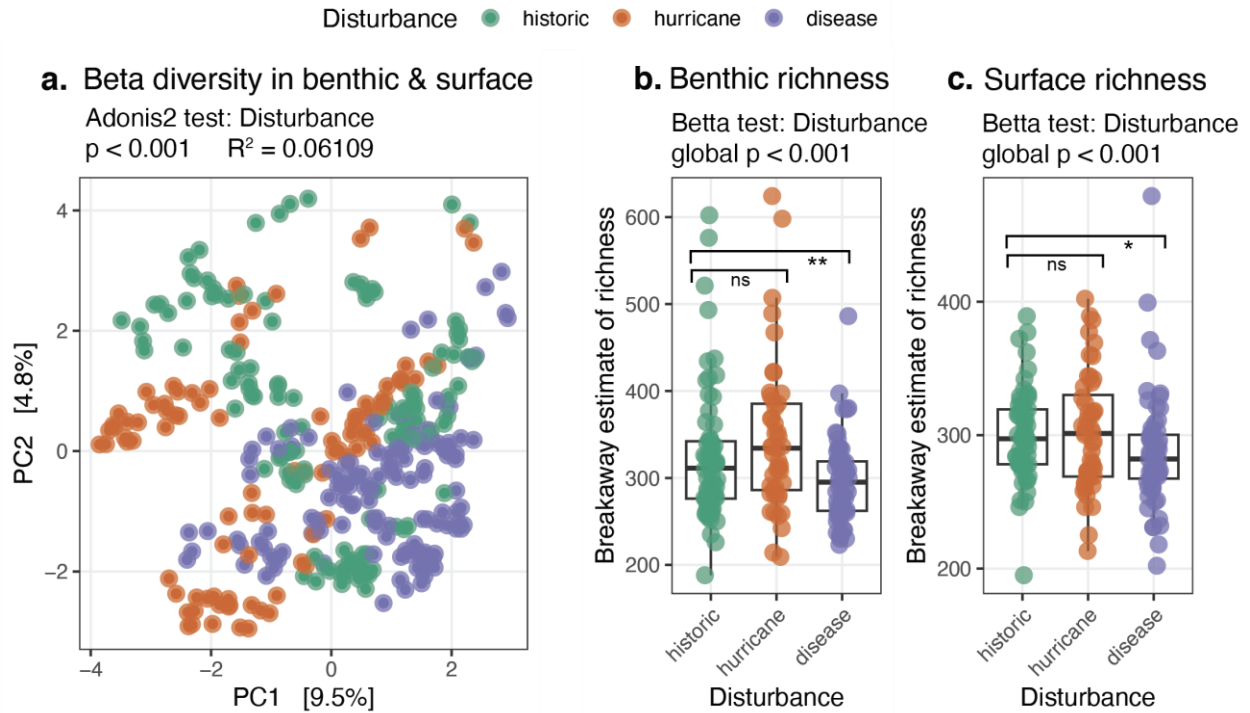 Disturbance historic hurricane disease
a. Beta diversity in benthic & surface
Adonis2 test: Disturbance
p < 0.001 R² = 0.06109
4
2
0
−2
−4 −2 0 2
PC2 [4.8%]
PC1 [9.5%]
b. Benthic richness
Betta test: Disturbance
global p < 0.001
Breakaway estimate of richness
600
500
400
300
200
**
ns
historic
hurricane
disease
Disturbance
c. Surface richness
Betta test: Disturbance
global p < 0.001
Breakaway estimate of richness
400
300
200
*
ns
historic
hurricane
disease
Disturbance